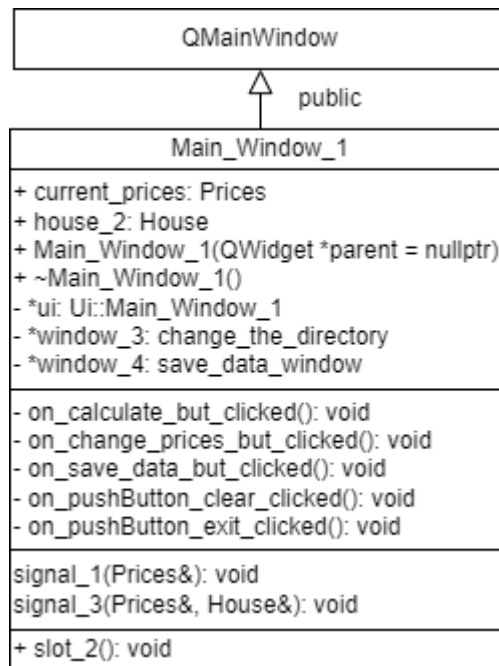 QMainWindow
public
Main_Window_1
+ current_prices: Prices
+ house_2: House
+ Main_Window_1(QWidget *parent = nullptr)
+ ~Main_Window_1()
- *ui: Ui::Main_Window_1
- *window_3: change_the_directory
- *window_4: save_data_window
- on_calculate_but_clicked(): void
- on_change_prices_but_clicked(): void
- on_save_data_but_clicked(): void
- on_pushButton_clear_clicked(): void
- on_pushButton_exit_clicked(): void
signal_1(Prices&): void
signal_3(Prices&, House&): void
+ slot_2(): void